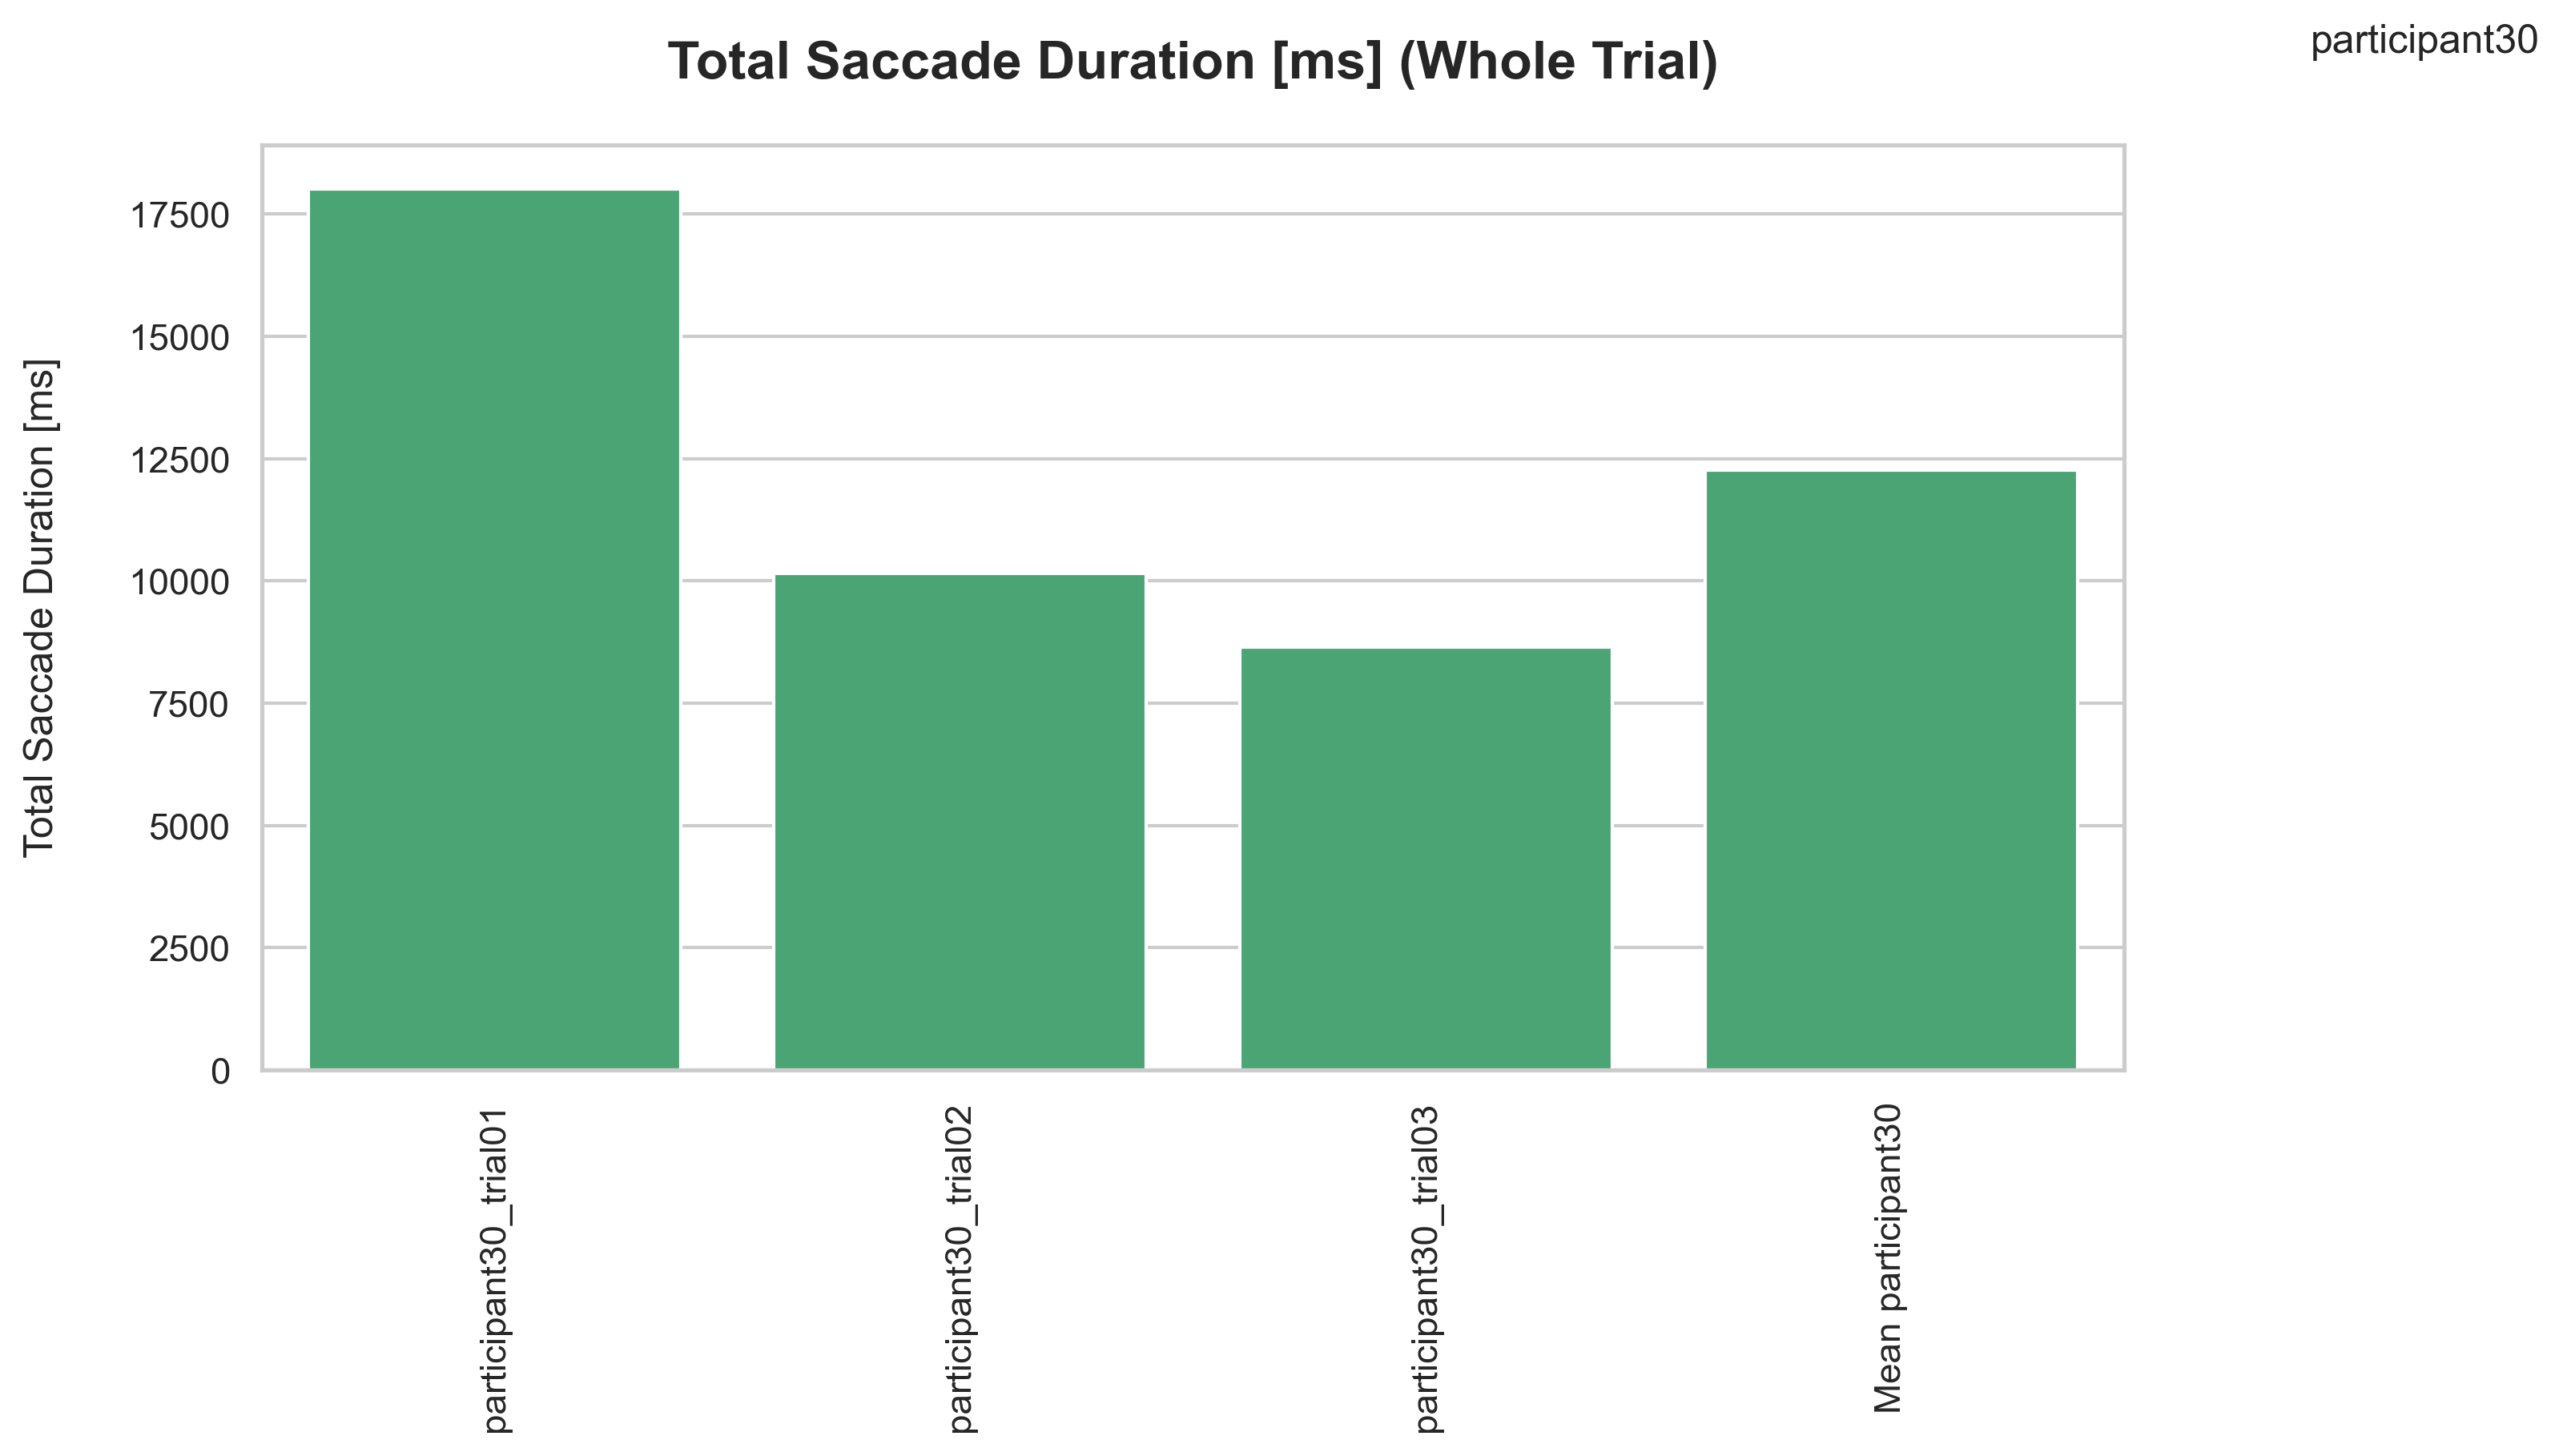 participant30
Total Saccade Duration [ms] (Whole Trial)
Total Saccade Duration [ms]
17500
15000
12500
10000
7500
5000
2500
0
participant30_trial01
participant30_trial02
participant30_trial03
Mean participant30